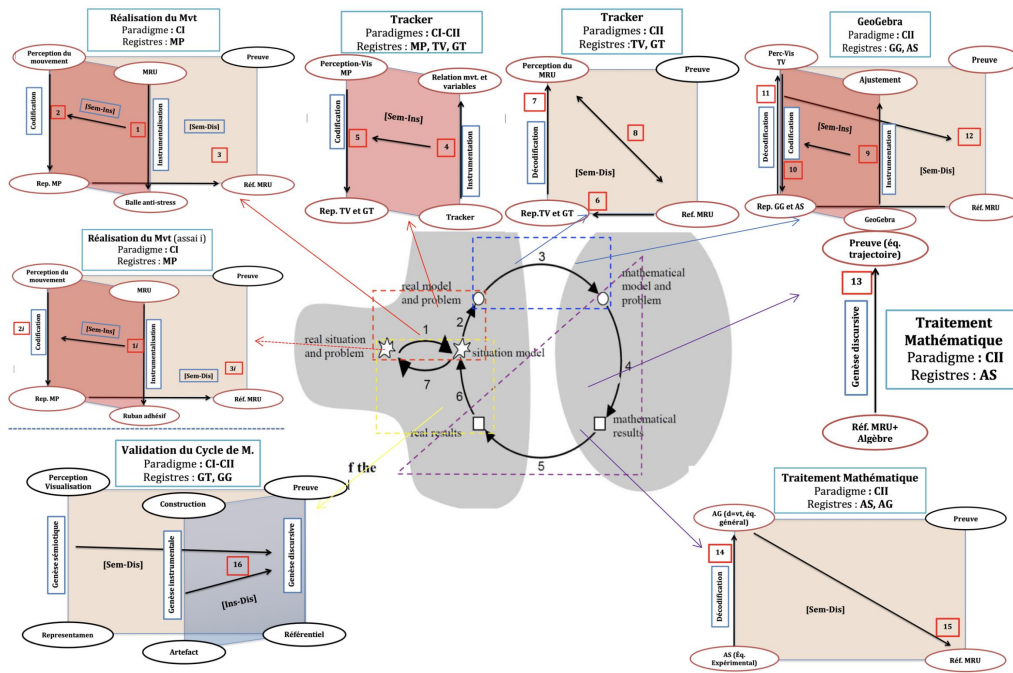 Réalisation du Mvt
Paradigme: CI
Registres: MP
Perception du
mouvement
MRU
Preuve
Codification
2
[Sem-Ins]
1
Instrumentalisation
[Sem-Dis]
3
Rep. MP
Balle anti-stress
Réf. MRU
Tracker
Paradigme : CI-CII
Registres : MP, TV, GT
Perception-Vis
MP
Relation mvt. et
variables
Codification
5
[Sem-Ins]
4
Instrumentation
Rep. TV et GT
Tracker
Tracker
Paradigme : CII
Registres :TV, GT
Perception du
MRU
Preuve
7
8
Décodification
[Sem-Dis]
6
Rep.TV et GT
Ref. MRU
GeoGebra
Paradigme : CII
Registres : GG, AS
Perc-Vis
TV
Ajustement
Preuve
11
Décodification
Codification
[Sem-Ins]
9
12
10
Instrumentation
[Sem-Dis]
Rep. GG et AS
GeoGebra
Réf. MRU
Réalisation du Mvt (assai i)
Paradigme : CI
Registres : MP
Perception du
mouvement
MRU
Preuve
2i
Codification
[Sem-Ins]
1i
Instrumentalisation
[Sem-Dis]
3i
Rep. MP
Ruban adhésif
Réf. MRU
real model
and problem
3
mathematical
model and
problem
real situation
and problem
1
2
situation model
7
6
4
real results
mathematical
results
5
f the
Preuve (éq.
trajectoire)
13
Genèse discursive
Réf. MRU+
Algèbre
Traitement
Mathématique
Paradigme : CII
Registres : AS
Validation du Cycle de M.
Paradigme : CI-CII
Registres : GT, GG
Perception
Visualisation
Construction
Preuve
Genèse sémiotique
[Sem-Dis]
Genèse instrumentale
16
[Ins-Dis]
Genèse discursive
Representamen
Artefact
Référentiel
Traitement Mathématique
Paradigme : CII
Registres : AS, AG
AG (d=vt, éq.
général)
Preuve
14
Décodification
[Sem-Dis]
15
AS (Éq.
Expérimental)
Réf. MRU